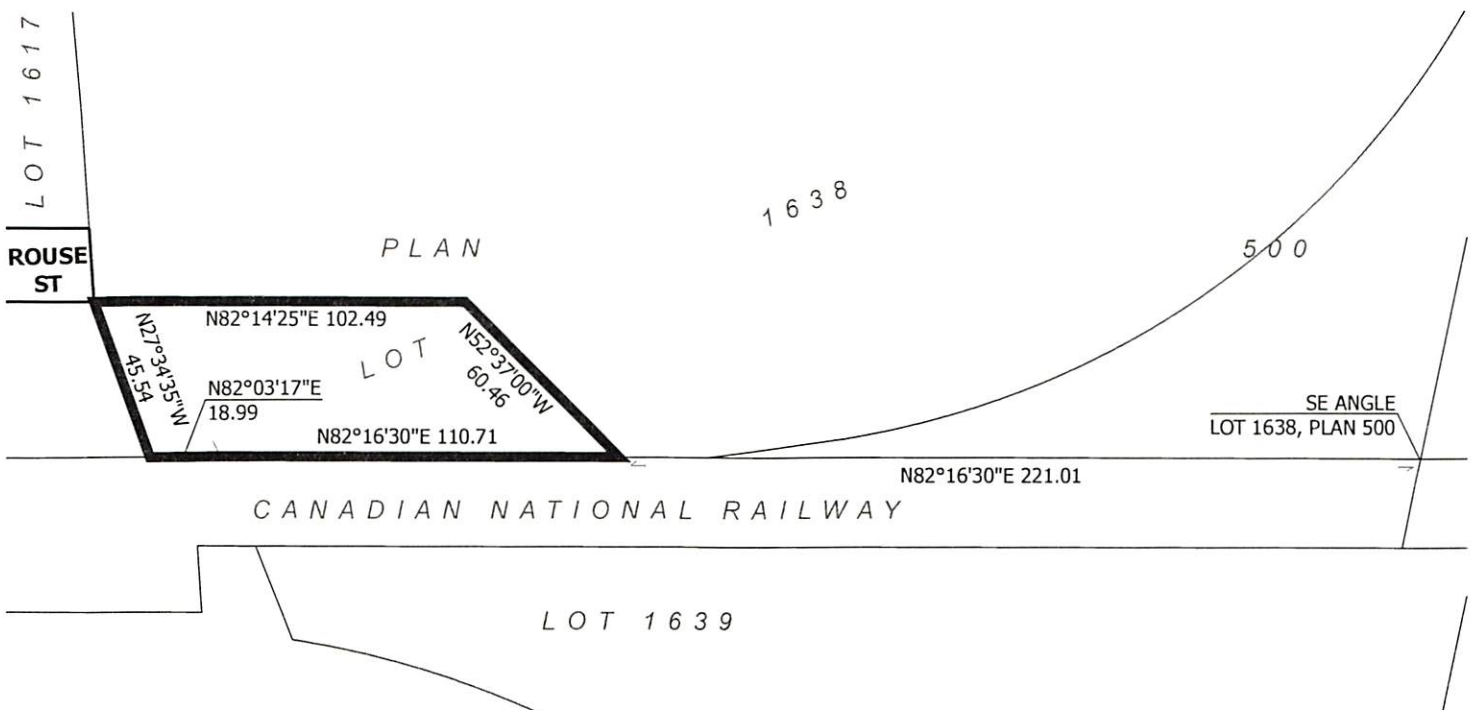 LOT 1617
ROUSE
ST
PLAN
1638
500
N82°14'25"E 102.49
N27°34'35"W
45.54
LOT
N52°37'00"W
60.46
N82°03'17"E
18.99
N82°16'30"E 110.71
SE ANGLE
LOT 1638, PLAN 500
N82°16'30"E 221.01
CANADIAN NATIONAL RAILWAY
LOT 1639